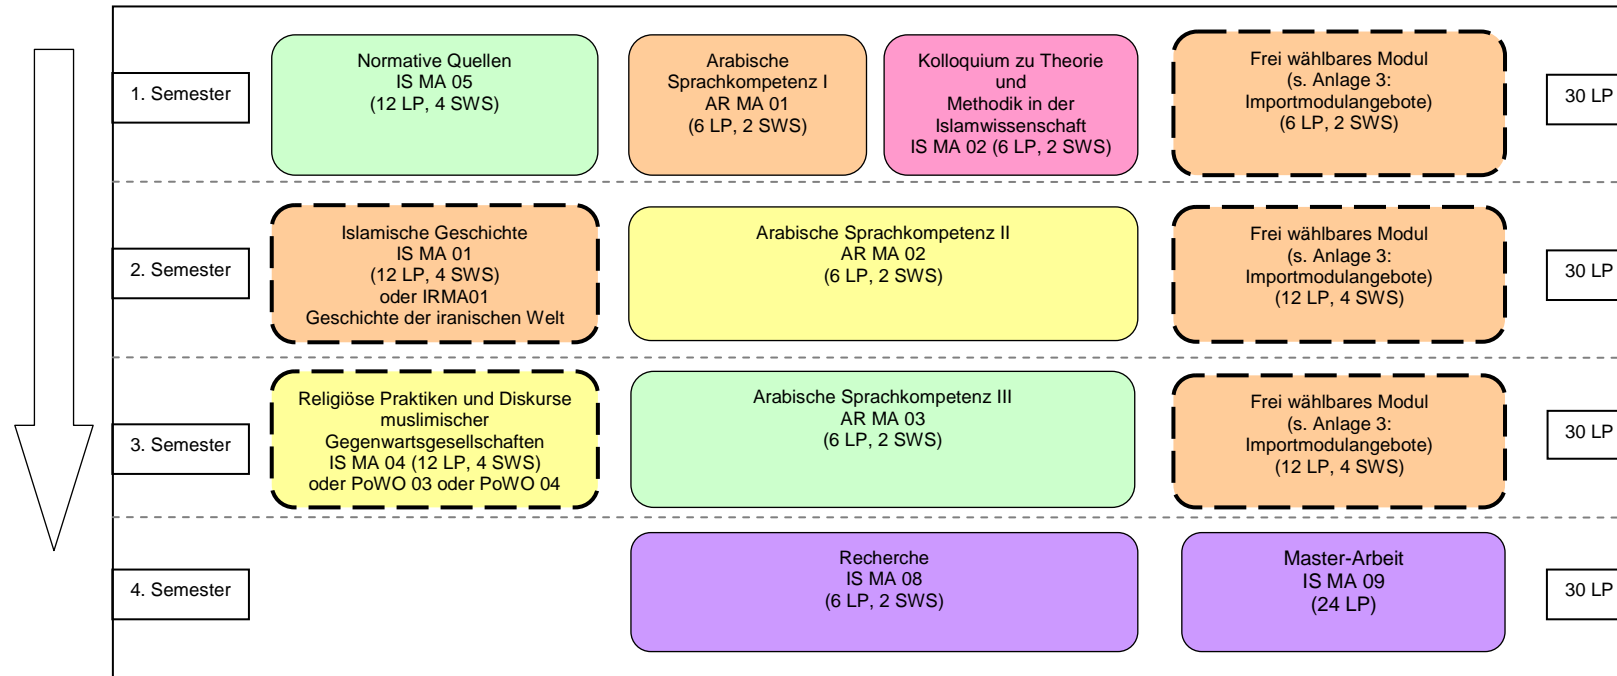 1. Semester
Normative Quellen
IS MA 05
(12 LP, 4 SWS)
Arabische
Sprachkompetenz I
AR MA 01
(6 LP, 2 SWS)
Kolloquium zu Theorie
und
Methodik in der
Islamwissenschaft
IS MA 02 (6 LP, 2 SWS)
Frei wählbares Modul
(s. Anlage 3:
Importmodulangebote)
(6 LP, 2 SWS)
30 LP
2. Semester
Islamische Geschichte
IS MA 01
(12 LP, 4 SWS)
oder IRMA01
Geschichte der iranischen Welt
Arabische Sprachkompetenz II
AR MA 02
(6 LP, 2 SWS)
Frei wählbares Modul
(s. Anlage 3:
Importmodulangebote)
(12 LP, 4 SWS)
30 LP
3. Semester
Religiöse Praktiken und Diskurse
muslimischer
Gegenwartsgesellschaften
IS MA 04 (12 LP, 4 SWS)
oder PoWO 03 oder PoWO 04
Arabische Sprachkompetenz III
AR MA 03
(6 LP, 2 SWS)
Frei wählbares Modul
(s. Anlage 3:
Importmodulangebote)
(12 LP, 4 SWS)
30 LP
4. Semester
Recherche
IS MA 08
(6 LP, 2 SWS)
Master-Arbeit
IS MA 09
(24 LP)
30 LP